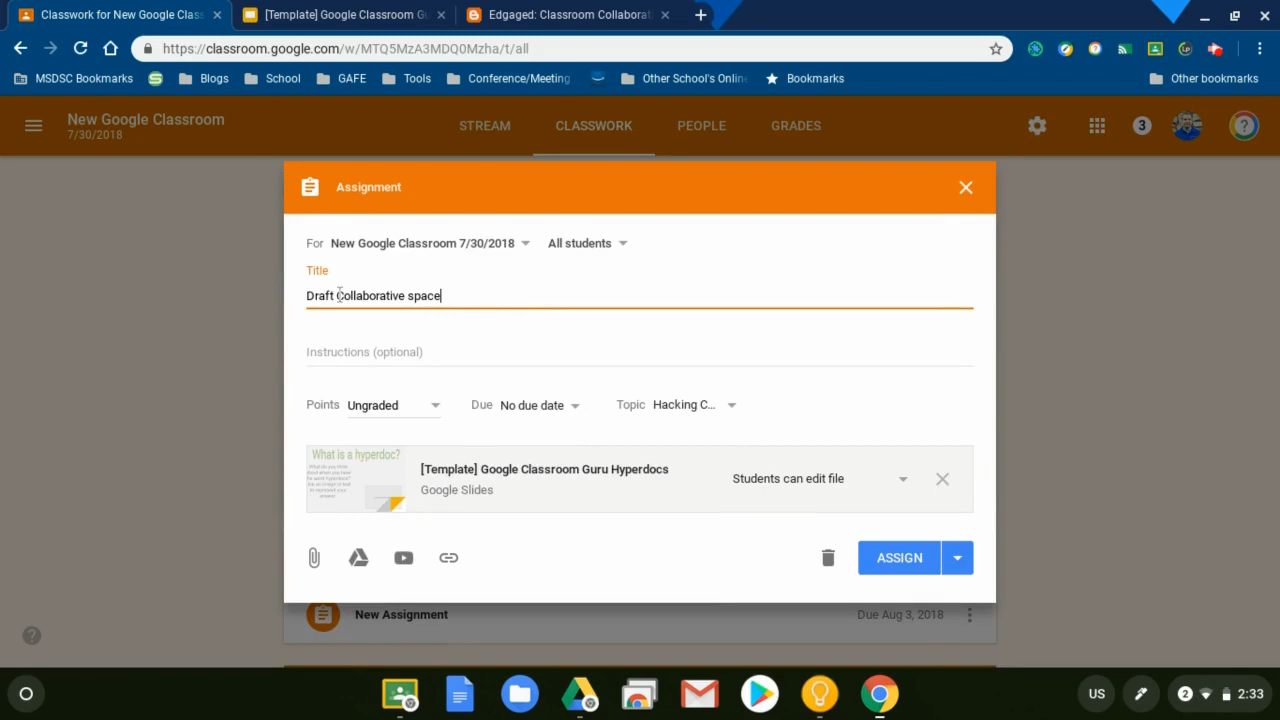 Classwork for New Google Clas
[Template] Google Classroom Gu
Edgaged: Classroom Collaborat
https://classroom.google.com/w/MTQ5MzA3MDQ0Mzha/t/all
MSDSC Bookmarks
Blogs
School
GAFE
Tools
Conference/Meeting
Other School's Onlin
Bookmarks
Other bookmarks
New Google Classroom
7/30/2018
STREAM
CLASSWORK
PEOPLE
GRADES
3
?
Assignment
For New Google Classroom 7/30/2018 All students
Title
Draft Collaborative space
Instructions (optional)
Points Ungraded Due No due date Topic Hacking C...
What is a hyperdoc?
[Template] Google Classroom Guru Hyperdocs
Google Slides
Students can edit file
ASSIGN
New Assignment
Due Aug 3, 2018
?
US
2
2:33